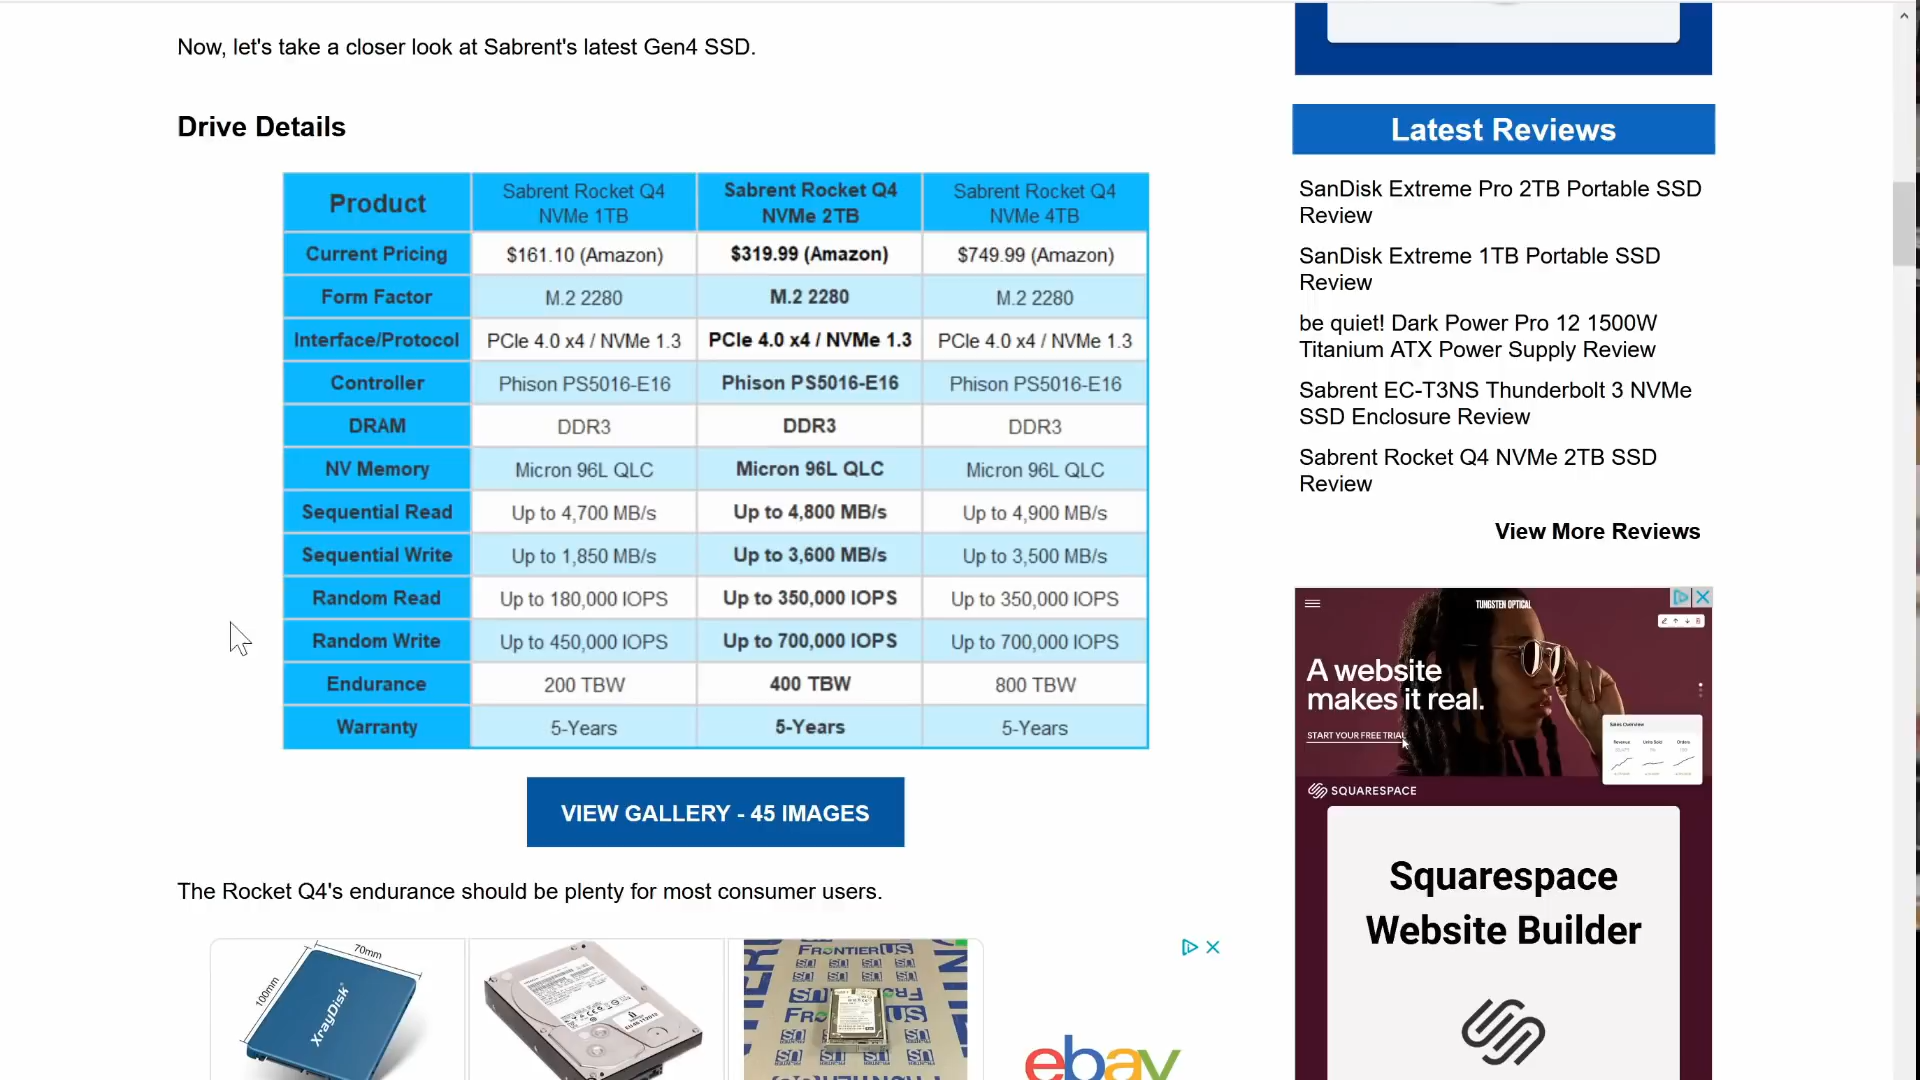 Now, let's take a closer look at Sabrent's latest Gen4 SSD.
Drive Details
Product
Sabrent Rocket Q4
NVMe 1TB
Sabrent Rocket Q4
NVMe 2TB
Sabrent Rocket Q4
NVMe 4TB
Current Pricing $161.10 (Amazon) $319.99 (Amazon) $749.99 (Amazon)
Form Factor M.2 2280 M.2 2280 M.2 2280
Interface/Protocol PCIe 4.0 x4 / NVMe 1.3 PCIe 4.0 x4 / NVMe 1.3 PCIe 4.0 x4 / NVMe 1.3
Controller Phison PS5016-E16 Phison PS5016-E16 Phison PS5016-E16
DRAM DDR3 DDR3 DDR3
NV Memory Micron 96L QLC Micron 96L QLC Micron 96L QLC
Sequential Read Up to 4,700 MB/s Up to 4,800 MB/s Up to 4,900 MB/s
Sequential Write Up to 1,850 MB/s Up to 3,600 MB/s Up to 3,500 MB/s
Random Read Up to 180,000 IOPS Up to 350,000 IOPS Up to 350,000 IOPS
Random Write Up to 450,000 IOPS Up to 700,000 IOPS Up to 700,000 IOPS
Endurance 200 TBW 400 TBW 800 TBW
Warranty 5-Years 5-Years 5-Years
VIEW GALLERY - 45 IMAGES
The Rocket Q4's endurance should be plenty for most consumer users.
70mm
100mm
XrayDisk
FRONTIERUS
ebay
Latest Reviews
SanDisk Extreme Pro 2TB Portable SSD
Review
SanDisk Extreme 1TB Portable SSD
Review
be quiet! Dark Power Pro 12 1500W
Titanium ATX Power Supply Review
Sabrent EC-T3NS Thunderbolt 3 NVMe
SSD Enclosure Review
Sabrent Rocket Q4 NVMe 2TB SSD
Review
View More Reviews
TUNGSTEN OPTICAL
A website
makes it real.
START YOUR FREE TRIAL
Sales Overview
Revenue Units Sold Orders
SQUARESPACE
Squarespace
Website Builder